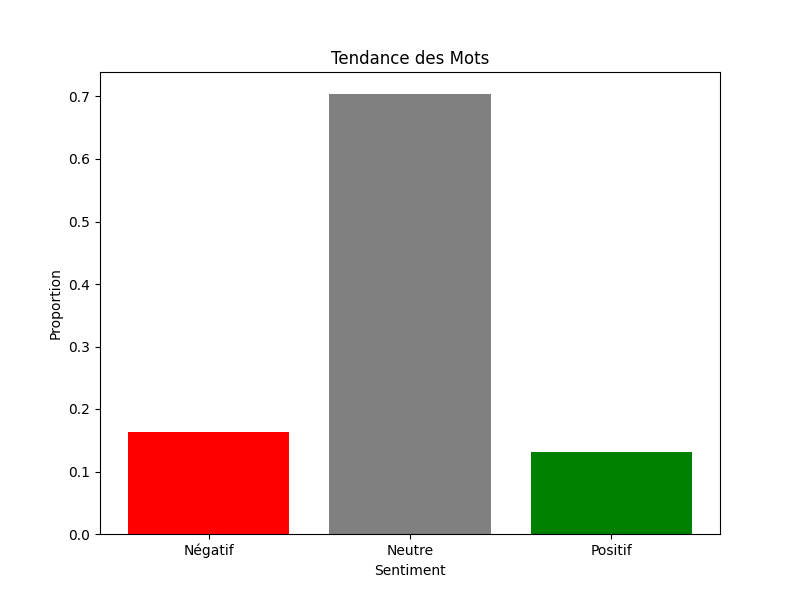 Tendance des Mots
Proportion
0.7
0.6
0.5
0.4
0.3
0.2
0.1
0.0
Négatif Neutre Positif
Sentiment